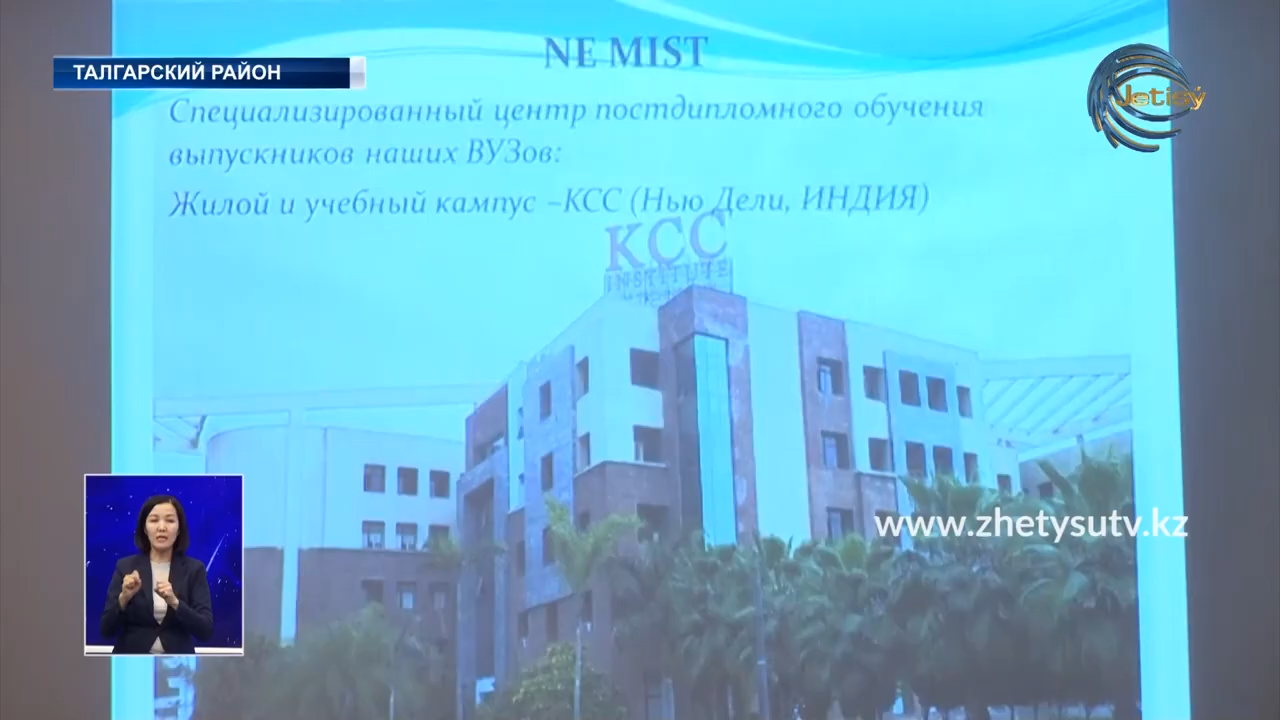 NE MIST
ТАЛГАРСКИЙ РАЙОН
Jetisý
Специализированный центр постдипломного обучения
выпускников наших ВУЗов:
Жилой и учебный кампус –КСС (Нью Дели, ИНДИЯ)
KCC
INSTITUTE
www.zhetysutv.kz